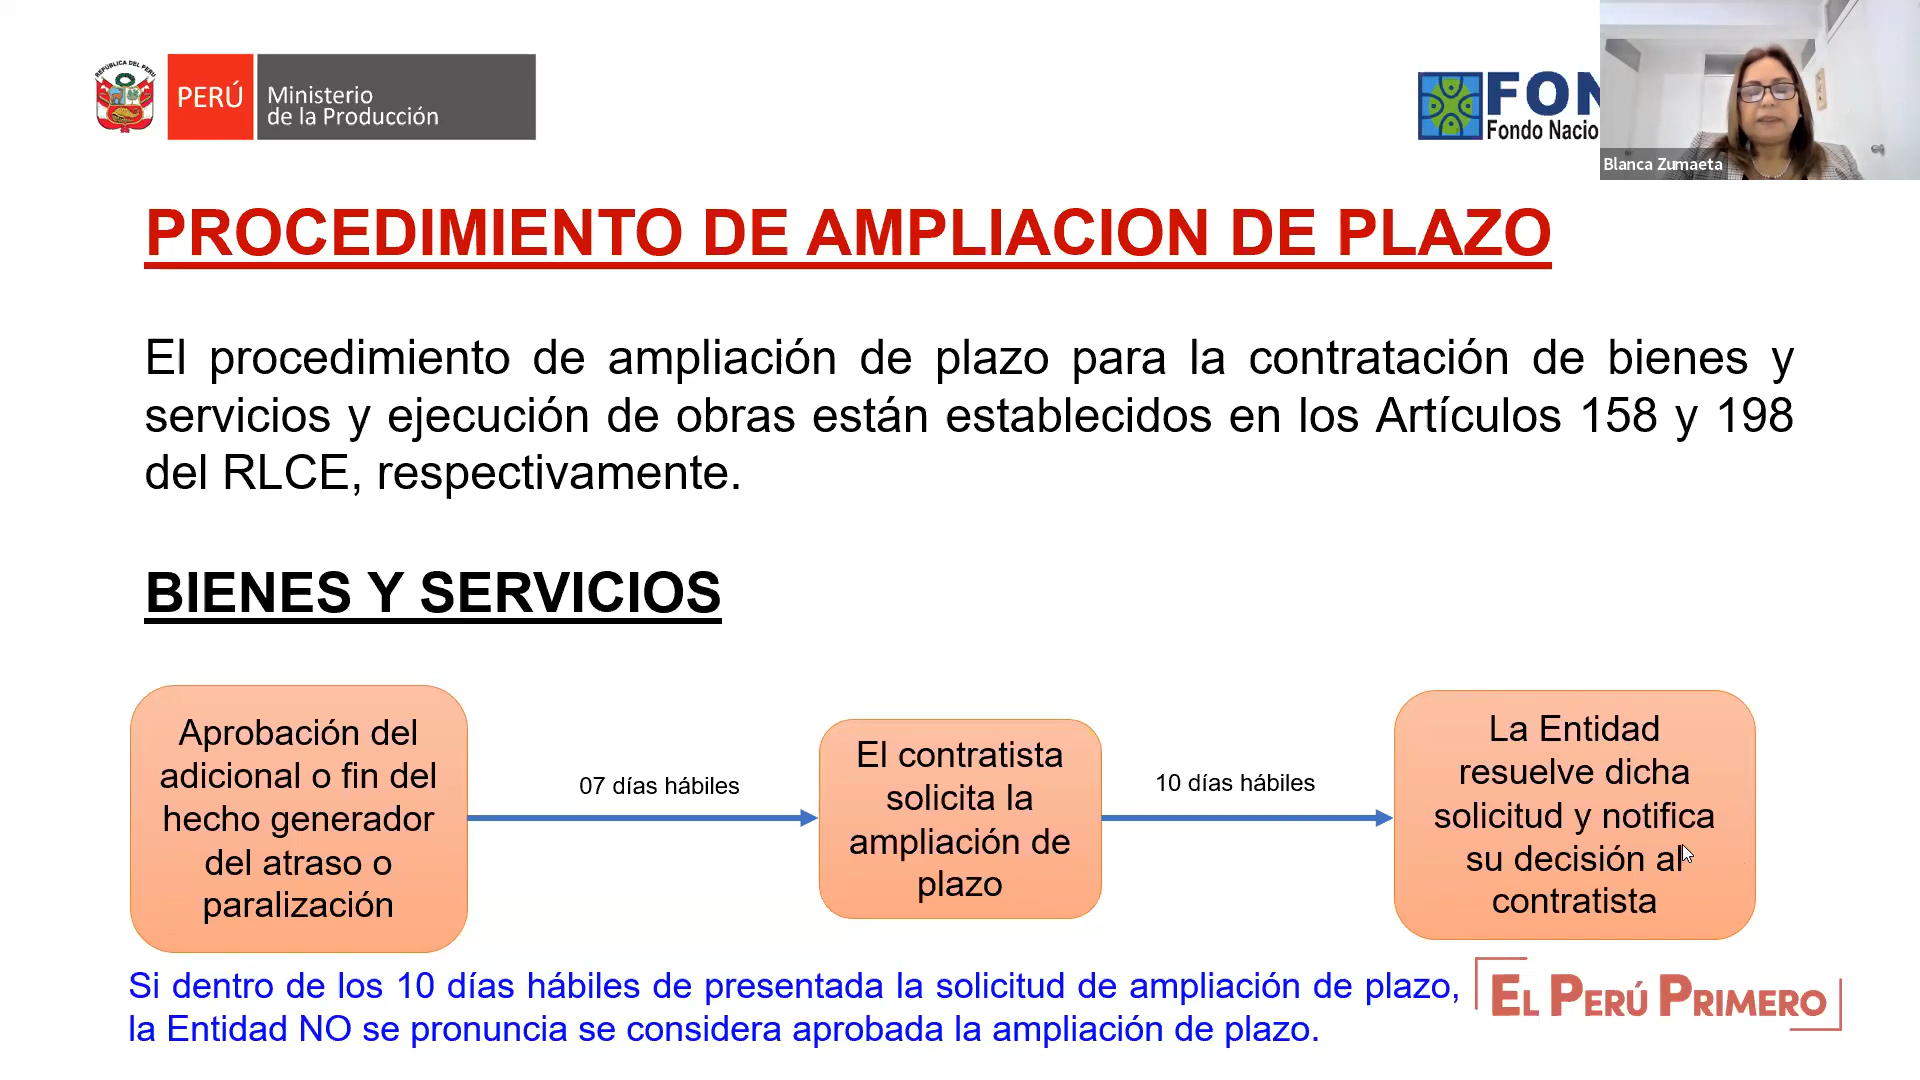 REPÚBLICA DEL PERÚ
PERÚ
Ministerio
de la Producción
FON
Fondo Nacio
Blanca Zumaeta
PROCEDIMIENTO DE AMPLIACION DE PLAZO
El procedimiento de ampliación de plazo para la contratación de bienes y
servicios y ejecución de obras están establecidos en los Artículos 158 y 198
del RLCE, respectivamente.
BIENES Y SERVICIOS
Aprobación del
adicional o fin del
hecho generador
del atraso o
paralización
07 días hábiles
El contratista
solicita la
ampliación de
plazo
10 días hábiles
La Entidad
resuelve dicha
solicitud y notifica
su decisión al
contratista
Si dentro de los 10 días hábiles de presentada la solicitud de ampliación de plazo,
la Entidad NO se pronuncia se considera aprobada la ampliación de plazo.
EL PERÚ PRIMERO